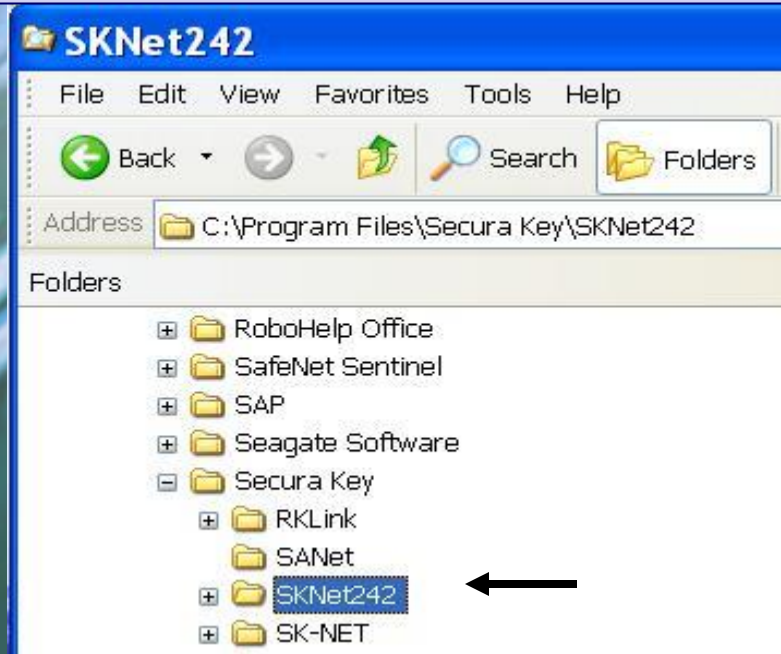 SKNet242
File Edit View Favorites Tools Help
Back Search Folders
Address C:\Program Files\Secura Key\SKNet242
Folders
RoboHelp Office
SafeNet Sentinel
SAP
Seagate Software
Secura Key
RKLink
SANet
SKNet242
SK-NET